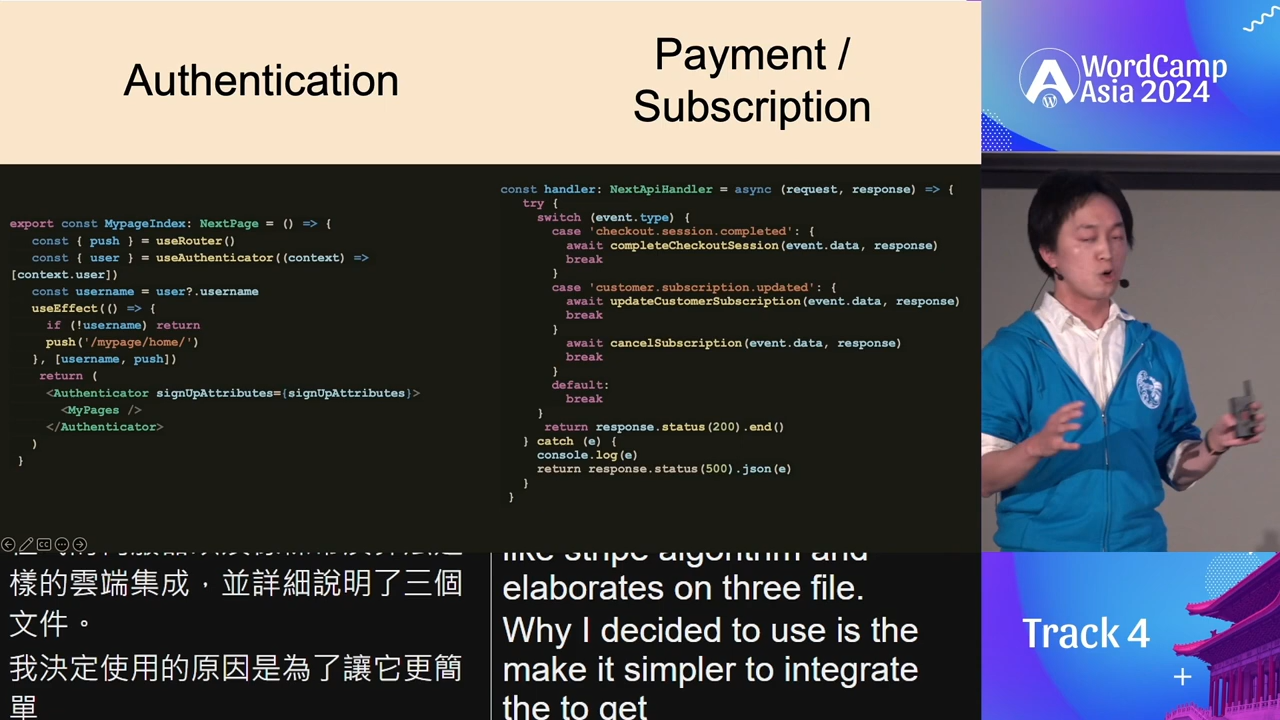 Authentication
Payment /
Subscription
export const MypageIndex: NextPage = () => {
const { push } = useRouter()
const { user } = useAuthenticator((context) =>
[context.user])
const username = user?.username
useEffect(() => {
if (!username) return
push('/mypage/home/')
}, [username, push])
return (
<Authenticator signUpAttributes={signUpAttributes}>
<MyPages />
</Authenticator>
)
}
const handler: NextApiHandler = async (request, response) => {
try {
switch (event.type) {
case 'checkout.session.completed': {
await completeCheckoutSession(event.data, response)
break
}
case 'customer.subscription.updated': {
await updateCustomerSubscription(event.data, response)
break
}
await cancelSubscription(event.data, response)
break
}
default:
break
}
return response.status(200).end()
} catch (e) {
console.log(e)
return response.status(500).json(e)
}
}
樣的雲端集成，並詳細說明了三個
文件。
我決定使用的原因是為了讓它更簡
單
like stripe algorithm and
elaborates on three file.
Why I decided to use is the
make it simpler to integrate
the to get
WordCamp
Asia 2024
Track 4